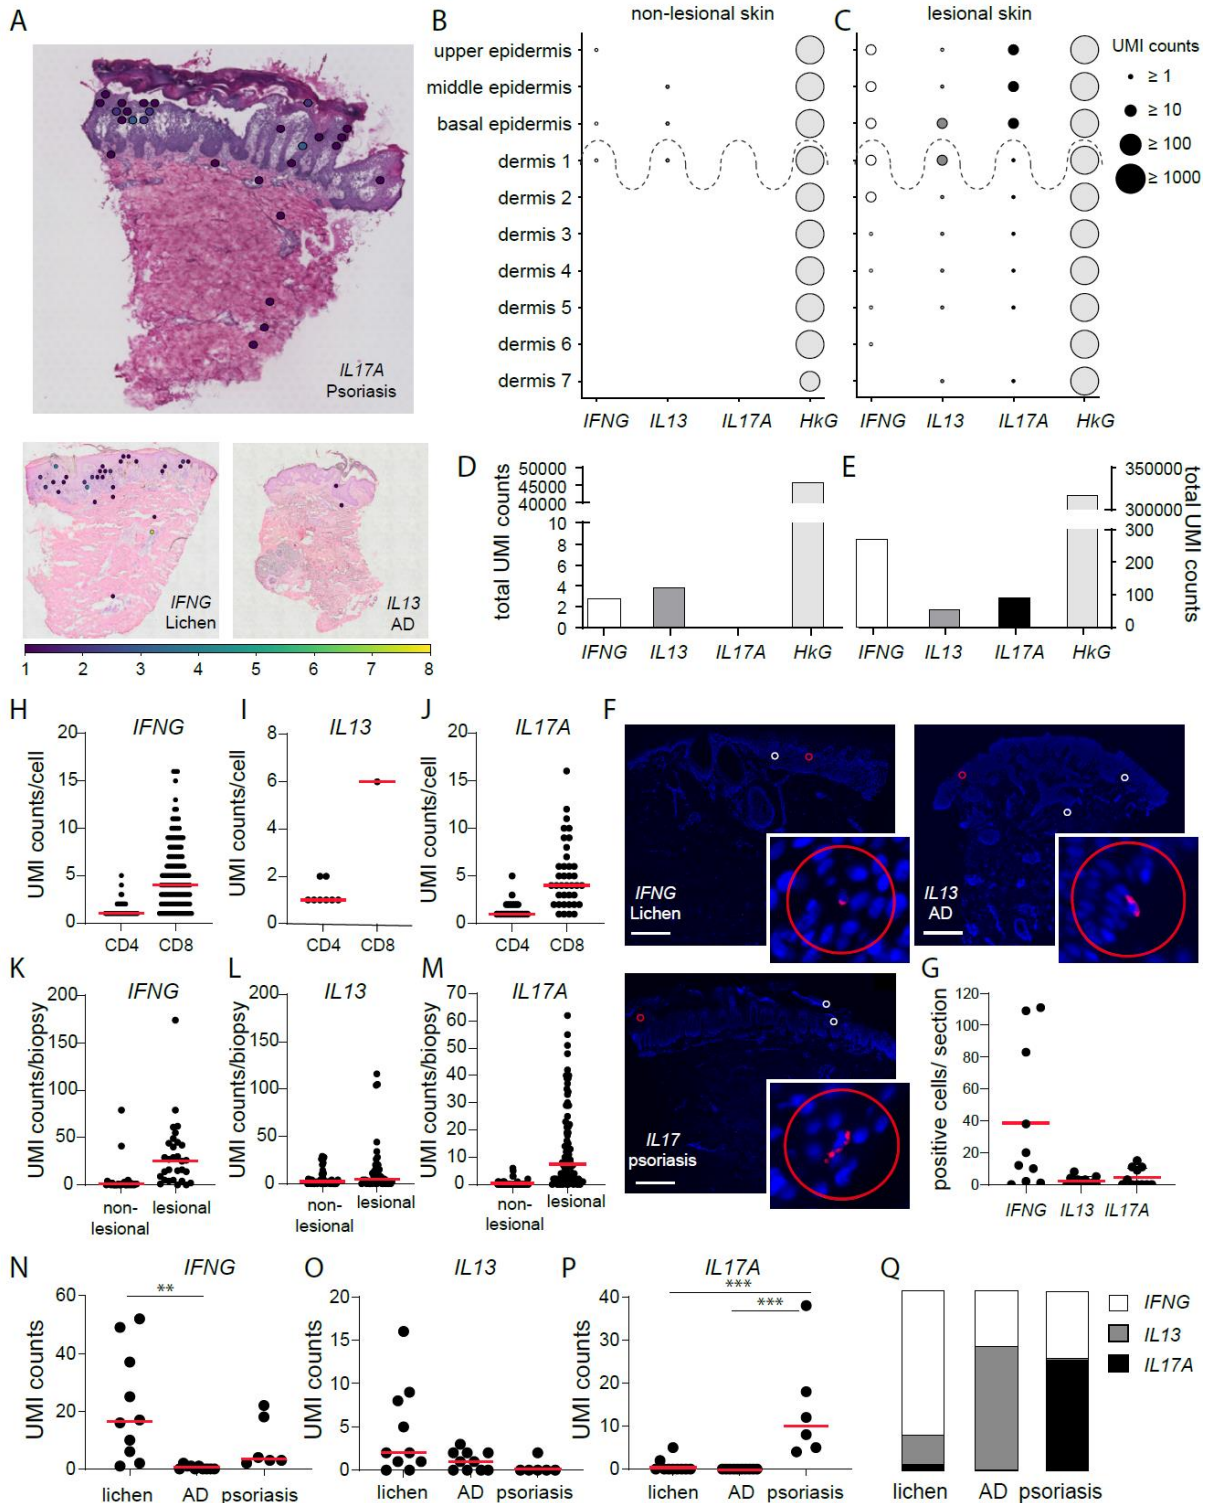 A
IL17A
Psoriasis
IFNG
Lichen
IL13
AD
1 2 3 4 5 6 7 8
B
non-lesional skin
upper epidermis
middle epidermis
basal epidermis
dermis 1
dermis 2
dermis 3
dermis 4
dermis 5
dermis 6
dermis 7
IFNG IL13 IL17A HkG
C
lesional skin
UMI counts
≥ 1
≥ 10
≥ 100
≥ 1000
IFNG IL13 IL17A HkG
D
total UMI counts
50000
45000
40000
10
8
6
4
2
0
IFNG IL13 IL17A HkG
E
350000
300000
300
200
100
0
total UMI counts
IFNG IL13 IL17A HkG
H
IFNG
UMI counts/cell
20
15
10
5
0
CD4 CD8
I
IL13
UMI counts/cell
8
6
4
2
0
CD4 CD8
J
IL17A
UMI counts/cell
20
15
10
5
0
CD4 CD8
F
IFNG
Lichen
IL13
AD
IL17
psoriasis
K
IFNG
UMI counts/biopsy
200
150
100
50
0
non-
lesional
lesional
L
IL13
UMI counts/biopsy
200
150
100
50
0
non-
lesional
lesional
M
IL17A
UMI counts/biopsy
70
60
50
40
30
20
10
0
non-
lesional
lesional
G
positive cells/ section
120
100
80
60
40
20
0
IFNG IL13 IL17A
N
IFNG
**
UMI counts
60
40
20
0
lichen AD psoriasis
O
IL13
UMI counts
20
15
10
5
0
lichen AD psoriasis
P
IL17A
***
***
UMI counts
40
30
20
10
0
lichen AD psoriasis
Q
IFNG
IL13
IL17A
lichen AD psoriasis